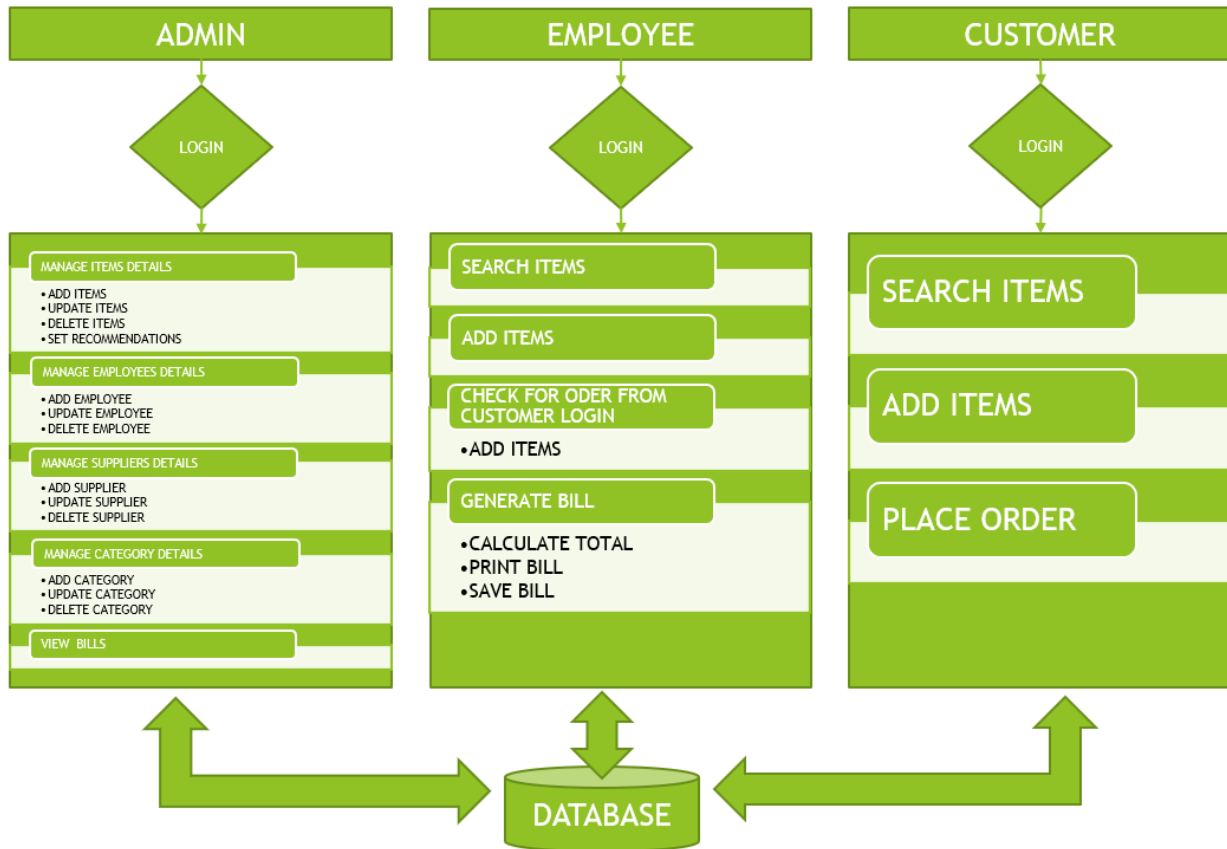 ADMIN
LOGIN
MANAGE ITEMS DETAILS
•ADD ITEMS
•UPDATE ITEMS
•DELETE ITEMS
•SET RECOMMENDATIONS
MANAGE EMPLOYEES DETAILS
•ADD EMPLOYEE
•UPDATE EMPLOYEE
•DELETE EMPLOYEE
MANAGE SUPPLIERS DETAILS
•ADD SUPPLIER
•UPDATE SUPPLIER
•DELETE SUPPLIER
MANAGE CATEGORY DETAILS
•ADD CATEGORY
•UPDATE CATEGORY
•DELETE CATEGORY
VIEW BILLS
EMPLOYEE
LOGIN
SEARCH ITEMS
ADD ITEMS
CHECK FOR ODER FROM
CUSTOMER LOGIN
•ADD ITEMS
GENERATE BILL
•CALCULATE TOTAL
•PRINT BILL
•SAVE BILL
CUSTOMER
LOGIN
SEARCH ITEMS
ADD ITEMS
PLACE ORDER
DATABASE